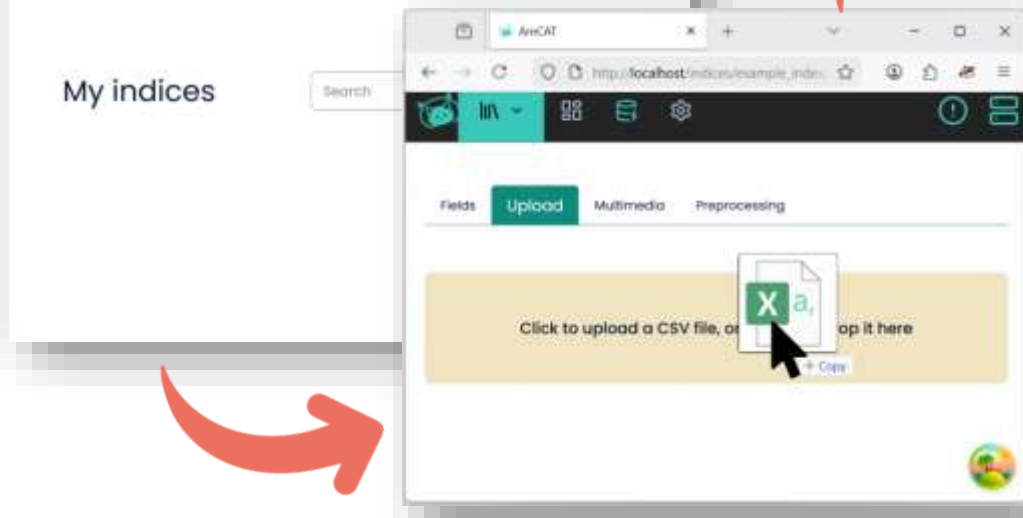 My indices
Search
AmCAT
http://localhost/indices/example_index
Fields Upload Multimedia Preprocessing
X a,
Click to upload a CSV file, or op it here
+ Copy